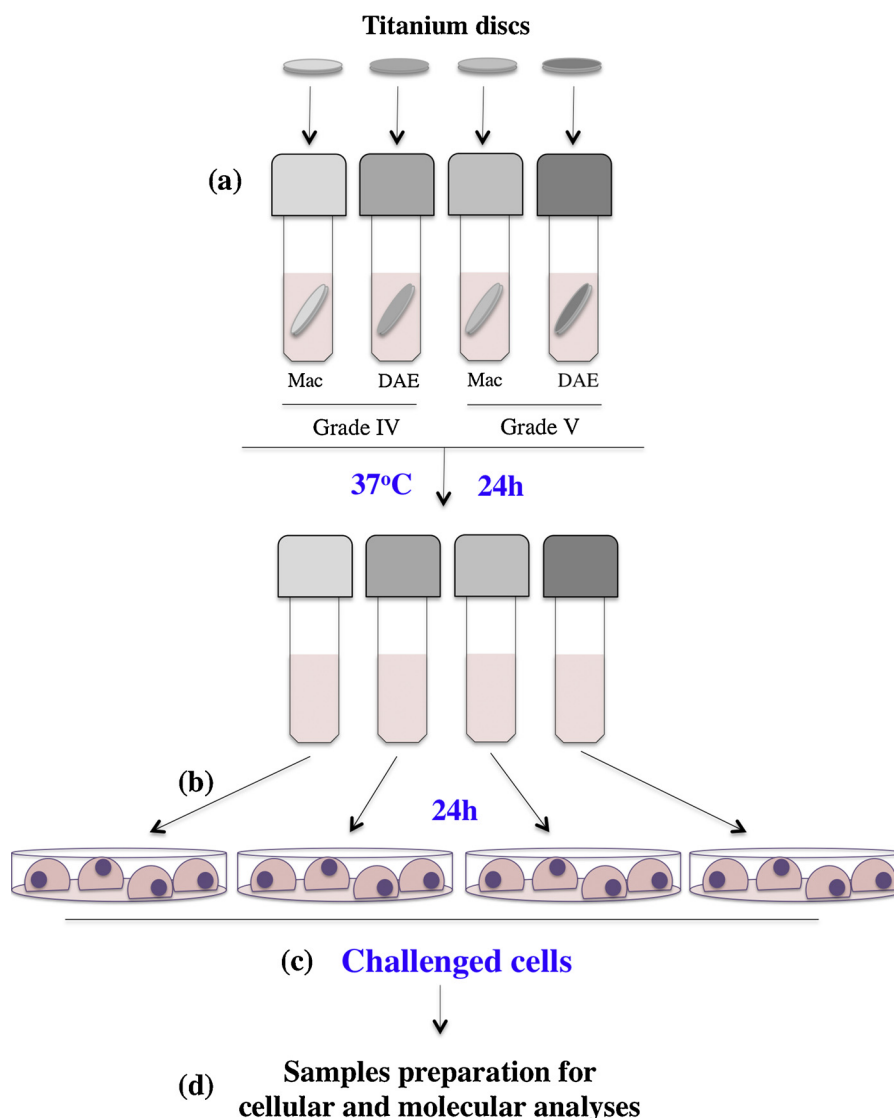 Titanium discs
(a)
Mac DAE Mac DAE
Grade IV Grade V
37°C 24h
(b)
24h
(c) Challenged cells
(d) Samples preparation for
cellular and molecular analyses